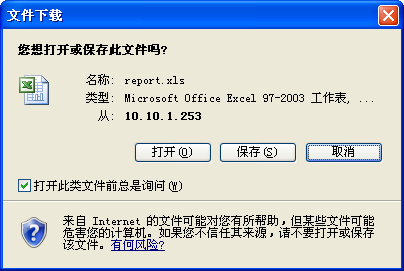 文件下载
您想打开或保存此文件吗?
名称: report.xls
类型: Microsoft Office Excel 97-2003 工作表, ...
从: 10.10.1.253
打开(O) 保存(S) 取消
打开此类文件前总是询问(W)
来自 Internet 的文件可能对您有所帮助，但某些文件可能
危害您的计算机。如果您不信任其来源，请不要打开或保存
该文件。有何风险?